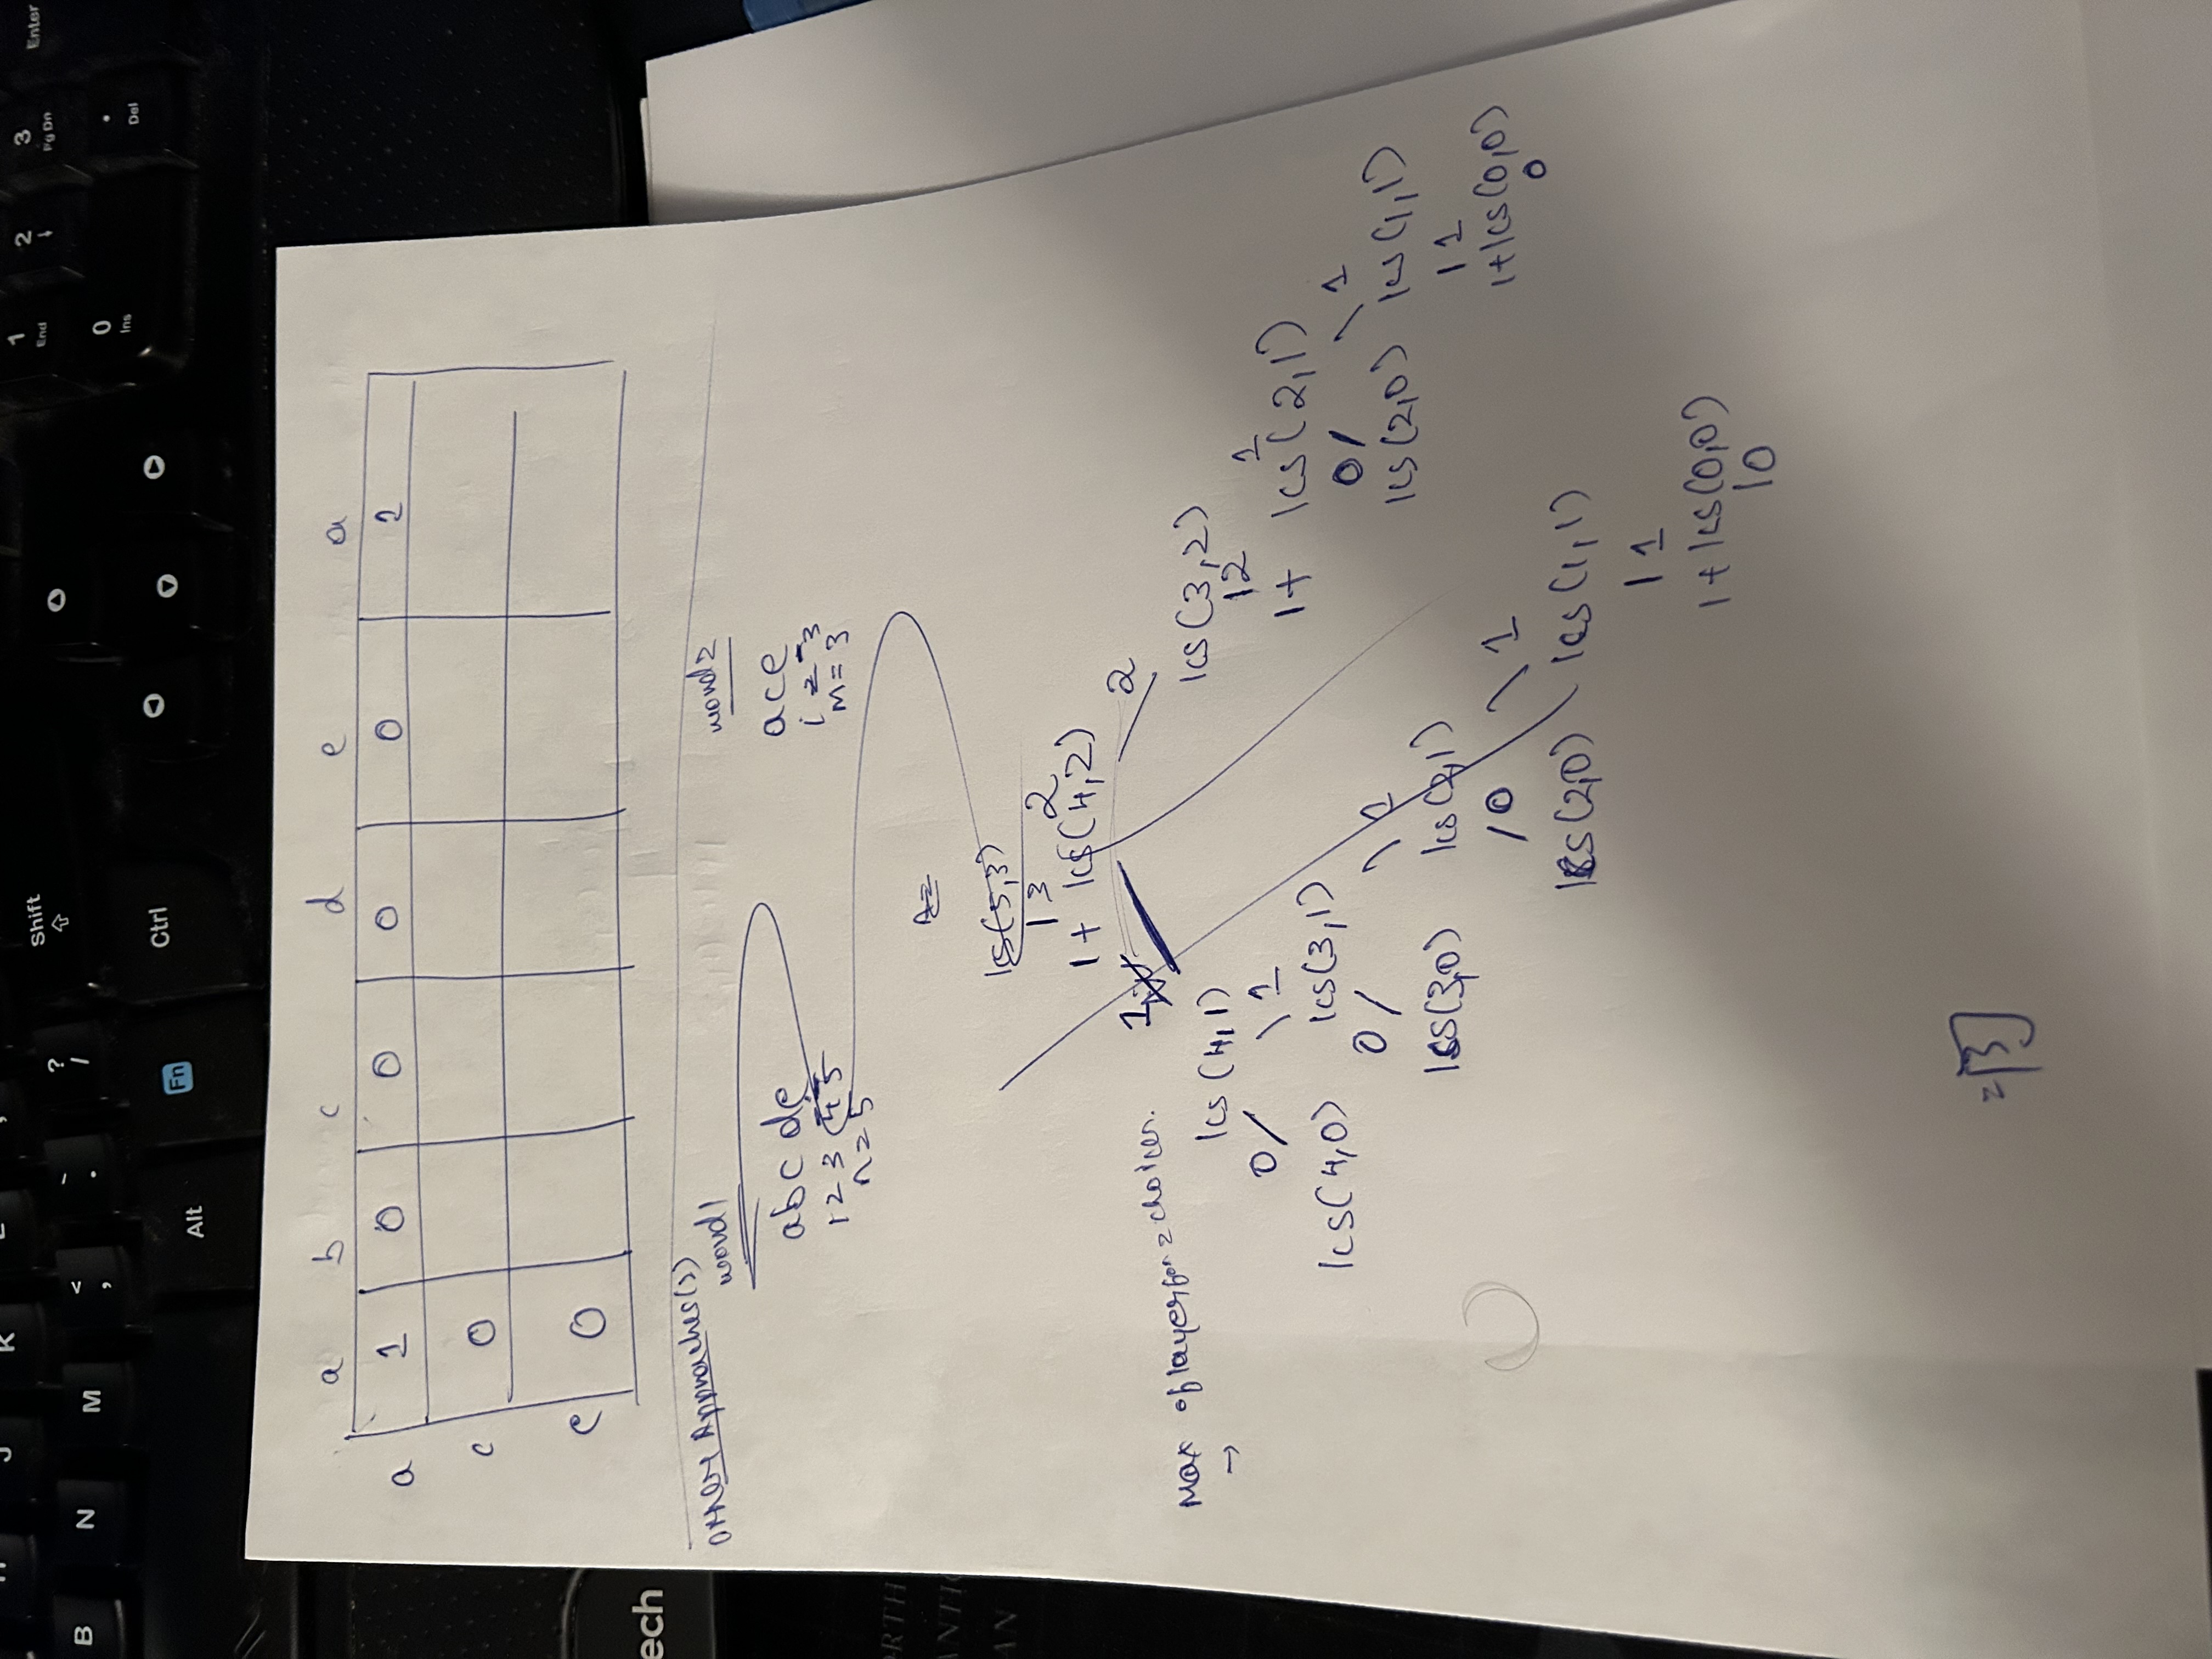 J K
B N M < , . ? /
Shift
Alt Fn Ctrl
1 End 2 3 Pg Dn Enter
0 Ins . Del
ech
ORTH
ANTIC
AN
a b c d e a
a 1 0 0 0 0 1
c 0
e 0
Approaches(s)
word1 word2
abcde ace
1 2 3 4 5 1 2 3
n=5 m=3
lcs(5,3)
| 3 2
1+ lcs(4,2)
1 2
Max of layer for 2 choices.
→
lcs(4,1) lcs(3,2)
0/ \1 | 2 1
lcs(4,0) lcs(3,1) 1+ lcs(2,1)
0/ \1 0/ \1
lcs(3,0) lcs(2,1) lcs(2,0) lcs(1,1)
/0 \1 | 1
lcs(2,0) lcs(1,1) 1+lcs(0,0)
| 1 0
1+lcs(0,0)
|0
=3